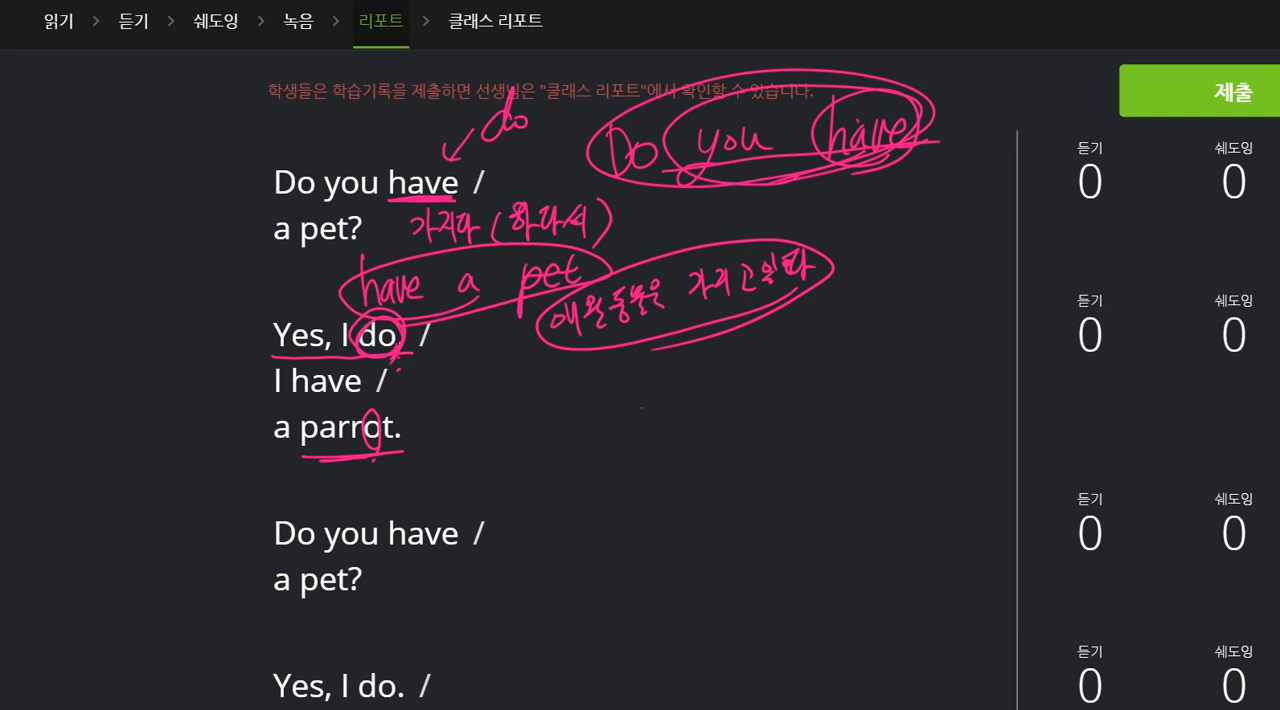 읽기 > 듣기 > 쉐도잉 > 녹음 > 리포트 > 클래스 리포트
학생들은 학습기록을 제출하면 선생님은 "클래스 리포트"에서 확인할 수 있습니다.
제출
do
Do you have
듣기 쉐도잉
0 0
Do you have /
a pet?
가지다 (하다X)
have a pet
애완동물을 가지고있다
듣기 쉐도잉
0 0
Yes, I do. /
I have /
a parrot.
듣기 쉐도잉
0 0
Do you have /
a pet?
듣기 쉐도잉
0 0
Yes, I do. /